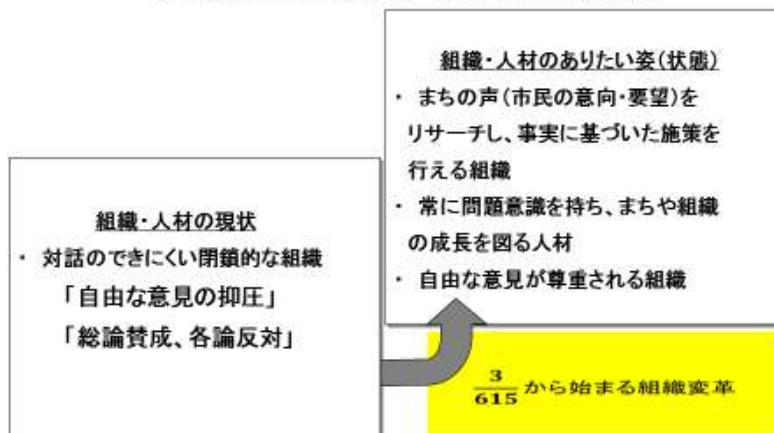 組織・人材のありたい姿(状態)
・ まちの声(市民の意向・要望)を
リサーチし、事実に基づいた施策を
行える組織
・ 常に問題意識を持ち、まちや組織
の成長を図る人材
・ 自由な意見が尊重される組織
組織・人材の現状
・ 対話のできにくい閉鎖的な組織
「自由な意見の抑圧」
「総論賛成、各論反対」
3/615から始まる組織変革